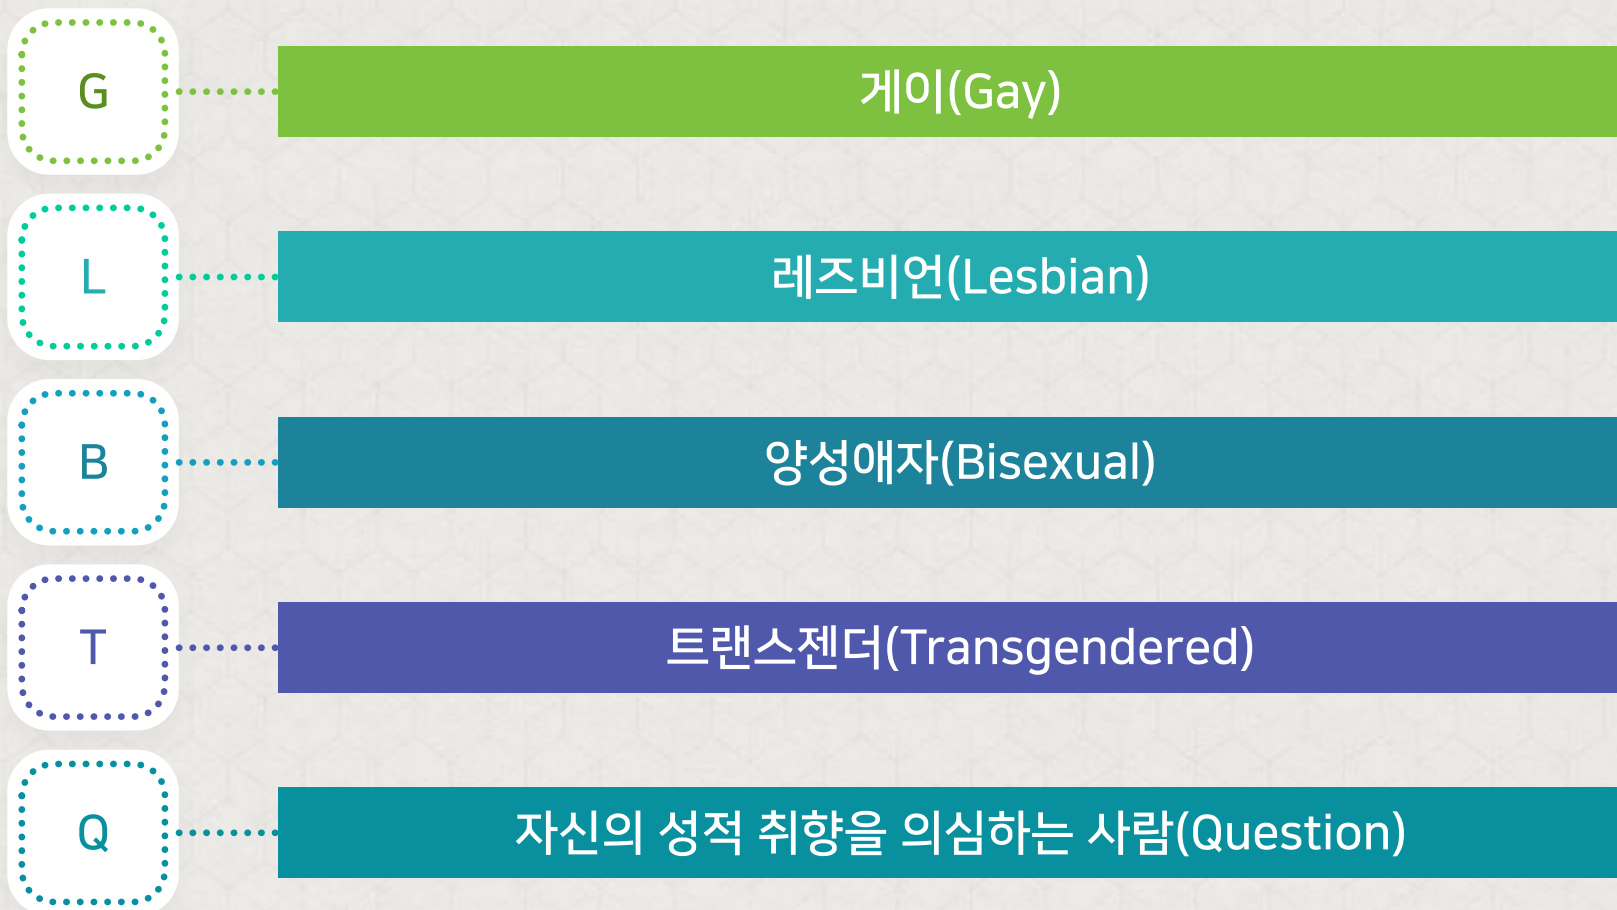 G
게이(Gay)
L
레즈비언(Lesbian)
B
양성애자(Bisexual)
T
트랜스젠더(Transgendered)
Q
자신의 성적 취향을 의심하는 사람(Question)